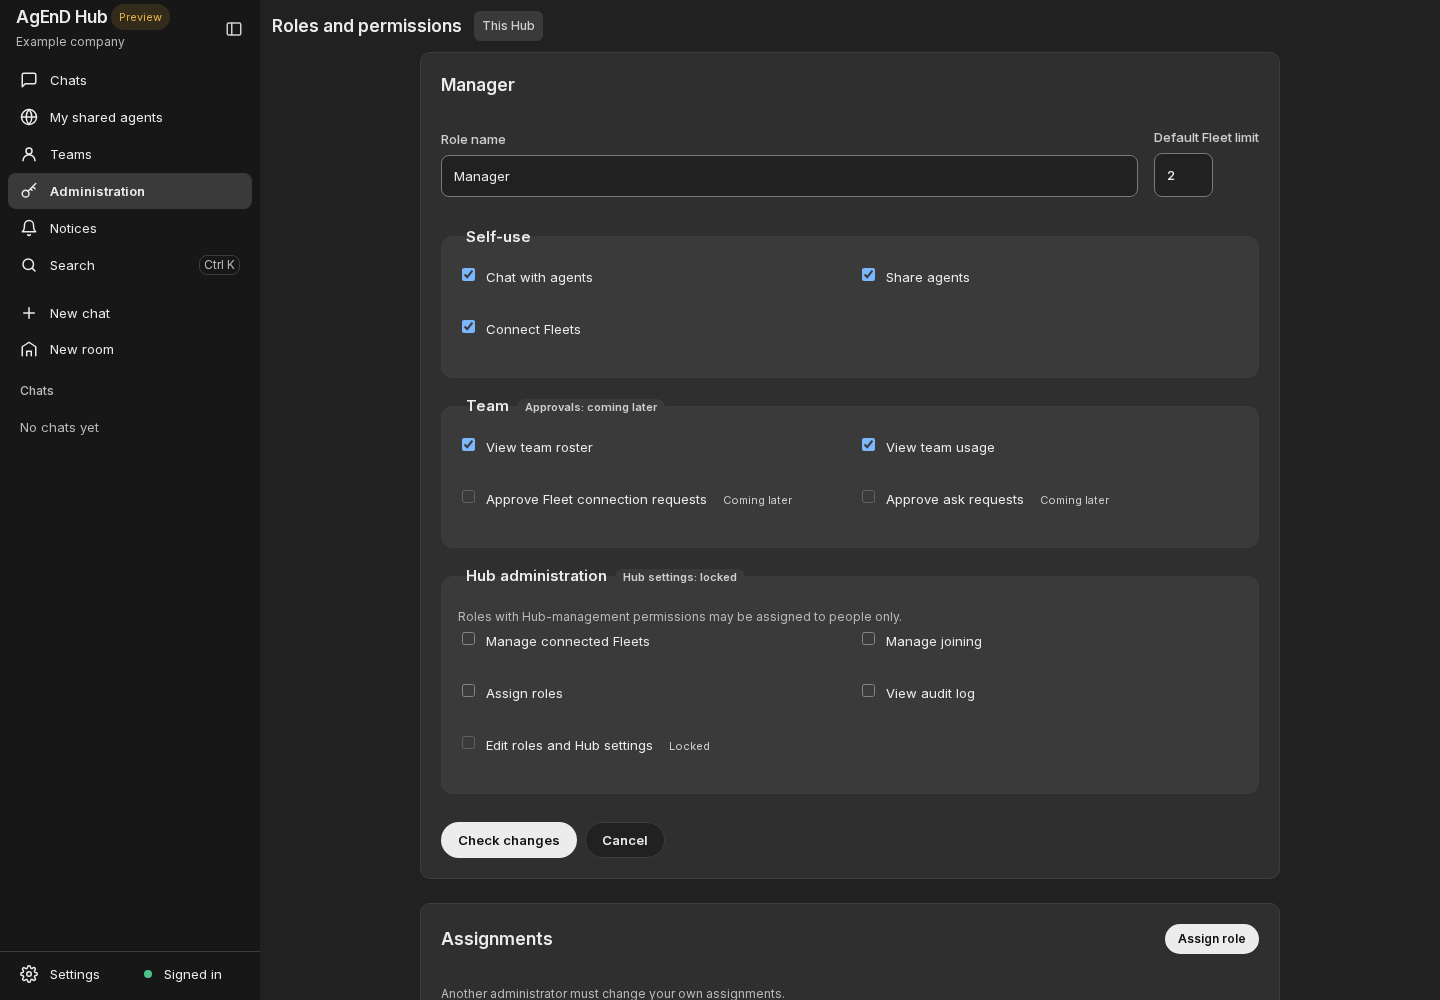 AgEnD Hub Preview
Example company
Chats
My shared agents
Teams
Administration
Notices
Search Ctrl K
New chat
New room
Chats
No chats yet
Settings
Signed in
Roles and permissions This Hub
Manager
Role name
Default Fleet limit
Manager
2
Self-use
Chat with agents
Share agents
Connect Fleets
Team Approvals: coming later
View team roster
View team usage
Approve Fleet connection requests Coming later
Approve ask requests Coming later
Hub administration Hub settings: locked
Roles with Hub-management permissions may be assigned to people only.
Manage connected Fleets
Manage joining
Assign roles
View audit log
Edit roles and Hub settings Locked
Check changes
Cancel
Assignments
Assign role
Another administrator must change your own assignments.